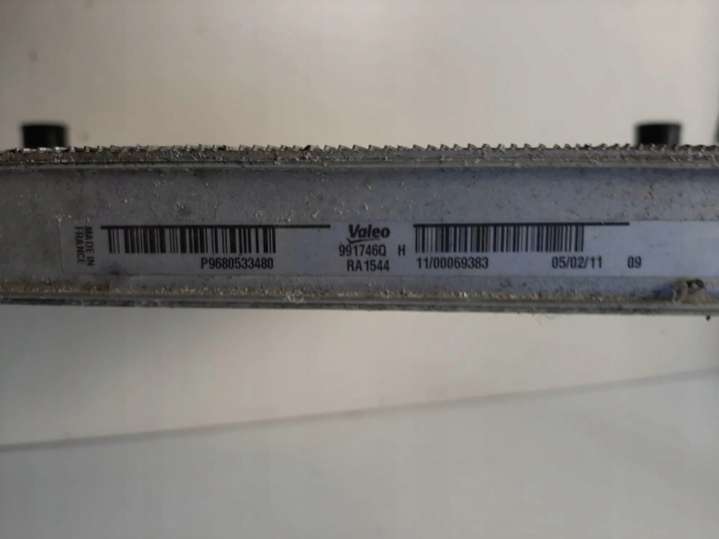 MADE IN
FRANCE
P9680533480
Valeo
991746Q H
RA1544
11/00069383 05/02/11 09